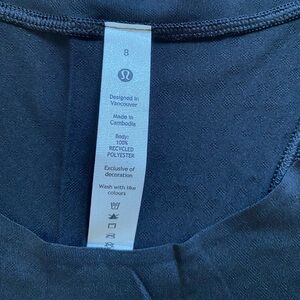 8
Designed in
Vancouver
Made in
Cambodia
Body:
100%
RECYCLED
POLYESTER
Exclusive of
decoration
Wash with like
colours